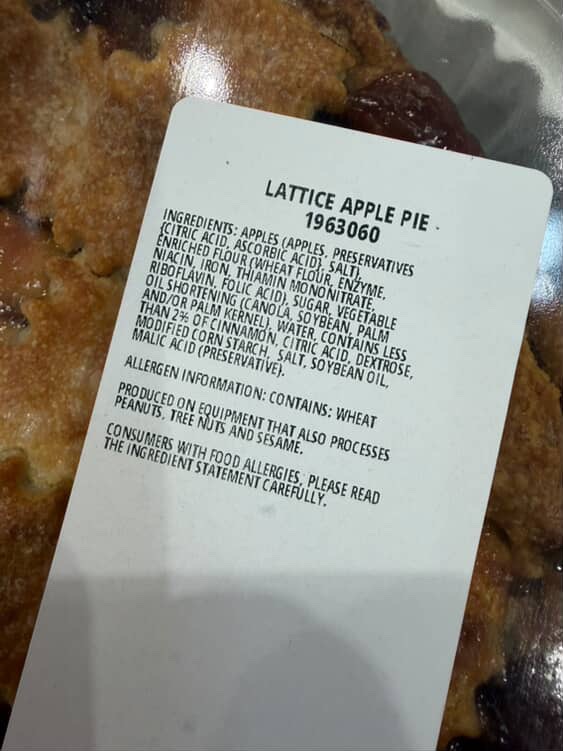 LATTICE APPLE PIE
1963060
INGREDIENTS: APPLES (APPLES, PRESERVATIVES
(CITRIC ACID, ASCORBIC ACID), SALT),
ENRICHED FLOUR (WHEAT FLOUR, ENZYME,
NIACIN, IRON, THIAMIN MONONITRATE,
RIBOFLAVIN, FOLIC ACID), SUGAR, VEGETABLE
OIL SHORTENING (CANOLA, SOYBEAN, PALM
AND/OR PALM KERNEL), WATER, CONTAINS LESS
THAN 2% OF CINNAMON, CITRIC ACID, DEXTROSE,
MODIFIED CORN STARCH, SALT, SOYBEAN OIL,
MALIC ACID (PRESERVATIVE).
ALLERGEN INFORMATION: CONTAINS: WHEAT
PRODUCED ON EQUIPMENT THAT ALSO PROCESSES
PEANUTS, TREE NUTS AND SESAME.
CONSUMERS WITH FOOD ALLERGIES, PLEASE READ
THE INGREDIENT STATEMENT CAREFULLY.